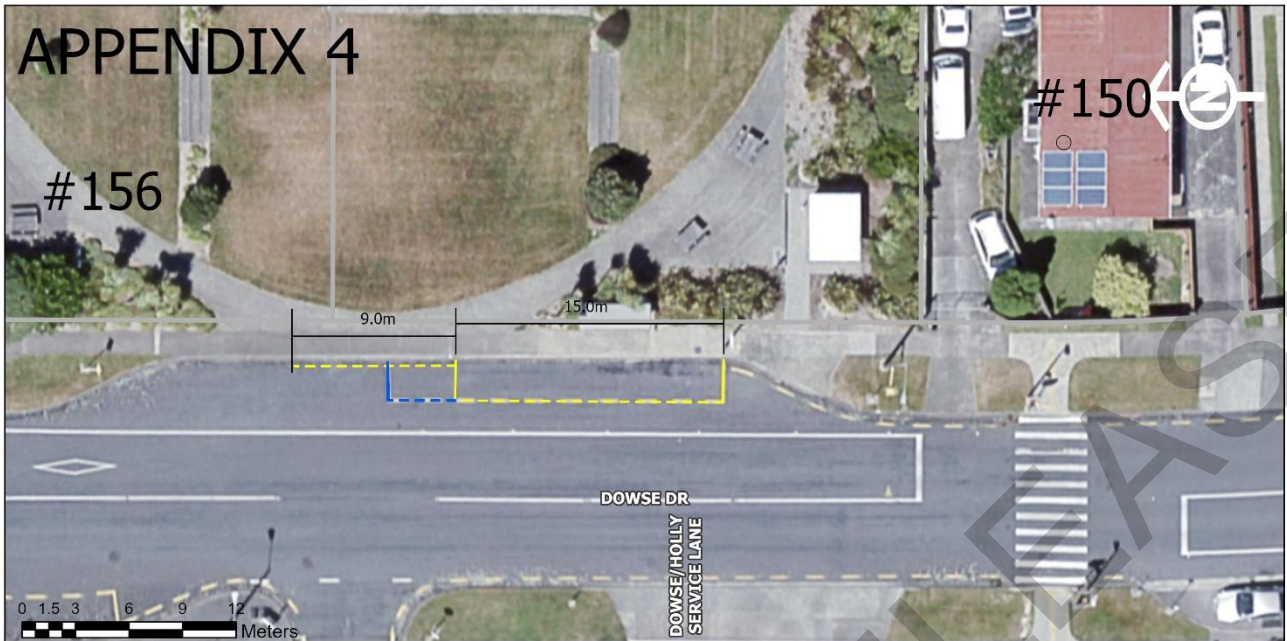 APPENDIX 4
#150
N
#156
9.0m
15.0m
DOWSE DR
DOWSE/HOLLY
SERVICE LANE
0 1.5 3 6 9 12
Meters